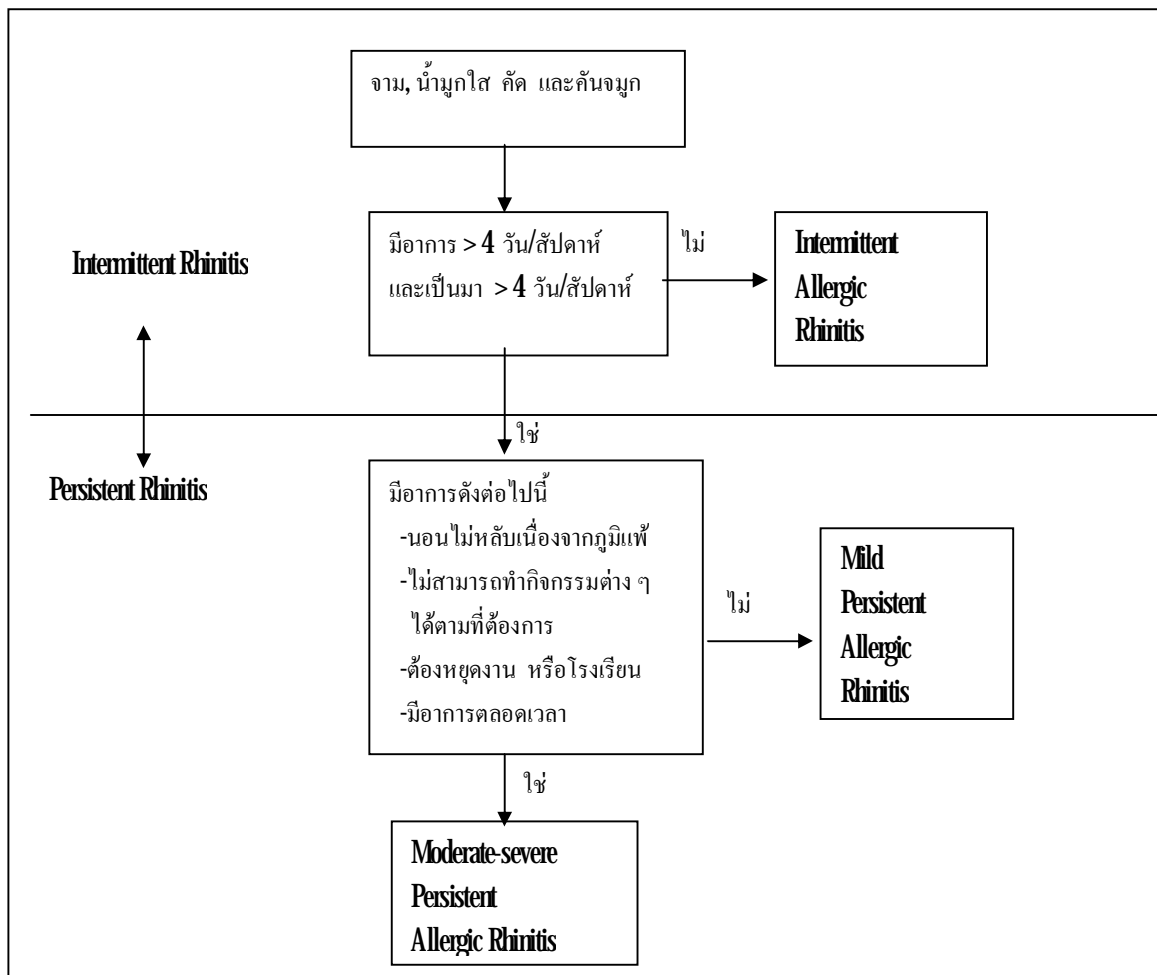 จาม, น้ำมูกใส คัด และคันจมูก
มีอาการ > 4 วัน/สัปดาห์
และเป็นมา > 4 วัน/สัปดาห์
ไม่
Intermittent
Allergic
Rhinitis
Intermittent Rhinitis
ใช่
Persistent Rhinitis
มีอาการดังต่อไปนี้
-นอนไม่หลับเนื่องจากภูมิแพ้
-ไม่สามารถทำกิจกรรมต่าง ๆ
ได้ตามที่ต้องการ
-ต้องหยุดงาน หรือโรงเรียน
-มีอาการตลอดเวลา
ไม่
Mild
Persistent
Allergic
Rhinitis
ใช่
Moderate-severe
Persistent
Allergic Rhinitis